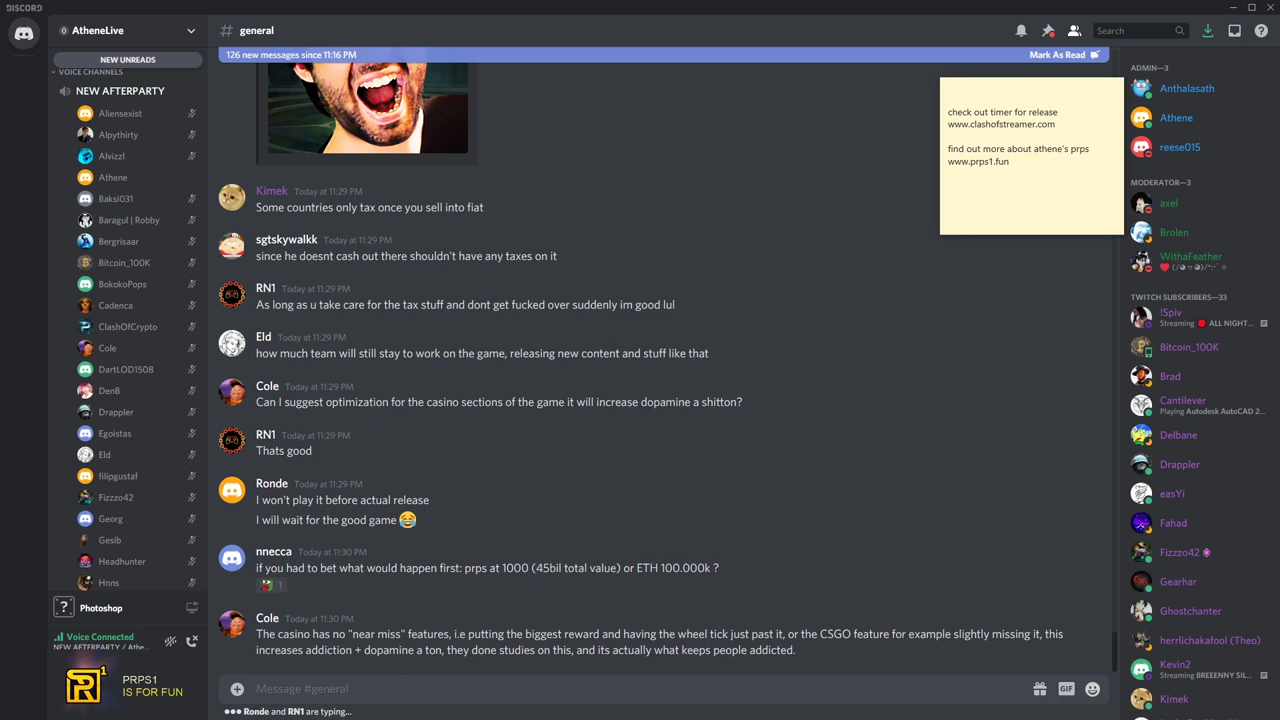 DISCORD
AtheneLive
NEW UNREADS
VOICE CHANNELS
NEW AFTERPARTY
Aliensexist
Alpythirty
Alvizzl
Athene
Baksi031
Baragul | Robby
Bergrisaar
Bitcoin_100K
BokokoPops
Cadenca
ClashOfCrypto
Cole
DartLOD1508
DenB
Drappler
Egoistas
Eld
filipgustaf
Fizzzo42
Georg
Gesib
Headhunter
Hnns
? Photoshop
Voice Connected
NEW AFTERPARTY / Athe...
PRPS1
IS FOR FUN
# general
Search
126 new messages since 11:16 PM
Mark As Read
Kimek Today at 11:29 PM
Some countries only tax once you sell into fiat
sgtskywalkk Today at 11:29 PM
since he doesnt cash out there shouldn't have any taxes on it
RN1 Today at 11:29 PM
As long as u take care for the tax stuff and dont get fucked over suddenly im good lul
Eld Today at 11:29 PM
how much team will still stay to work on the game, releasing new content and stuff like that
Cole Today at 11:29 PM
Can I suggest optimization for the casino sections of the game it will increase dopamine a shitton?
RN1 Today at 11:29 PM
Thats good
Ronde Today at 11:29 PM
I won't play it before actual release
I will wait for the good game 😂
nnecca Today at 11:30 PM
if you had to bet what would happen first: prps at 1000 (45bil total value) or ETH 100.000k ?
1
Cole Today at 11:30 PM
The casino has no "near miss" features, i.e putting the biggest reward and having the wheel tick just past it, or the CSGO feature for example slightly missing it, this
increases addiction + dopamine a ton, they done studies on this, and its actually what keeps people addicted.
Message #general
GIF
Ronde and RN1 are typing...
check out timer for release
www.clashofstreamer.com
find out more about athene's prps
www.prps1.fun
ADMIN—3
Anthalasath
Athene
reese015
MODERATOR—3
axel
Brolen
WithaFeather
TWITCH SUBSCRIBERS—33
!Spiv
Streaming 🔴 ALL NIGHT...
Bitcoin_100K
Brad
Cantilever
Playing Autodesk AutoCAD 2...
Delbane
Drappler
easYi
Fahad
Fizzzo42
Gearhar
Ghostchanter
herrlichakafool (Theo)
Kevin2
Streaming BREEENNY SIL...
Kimek